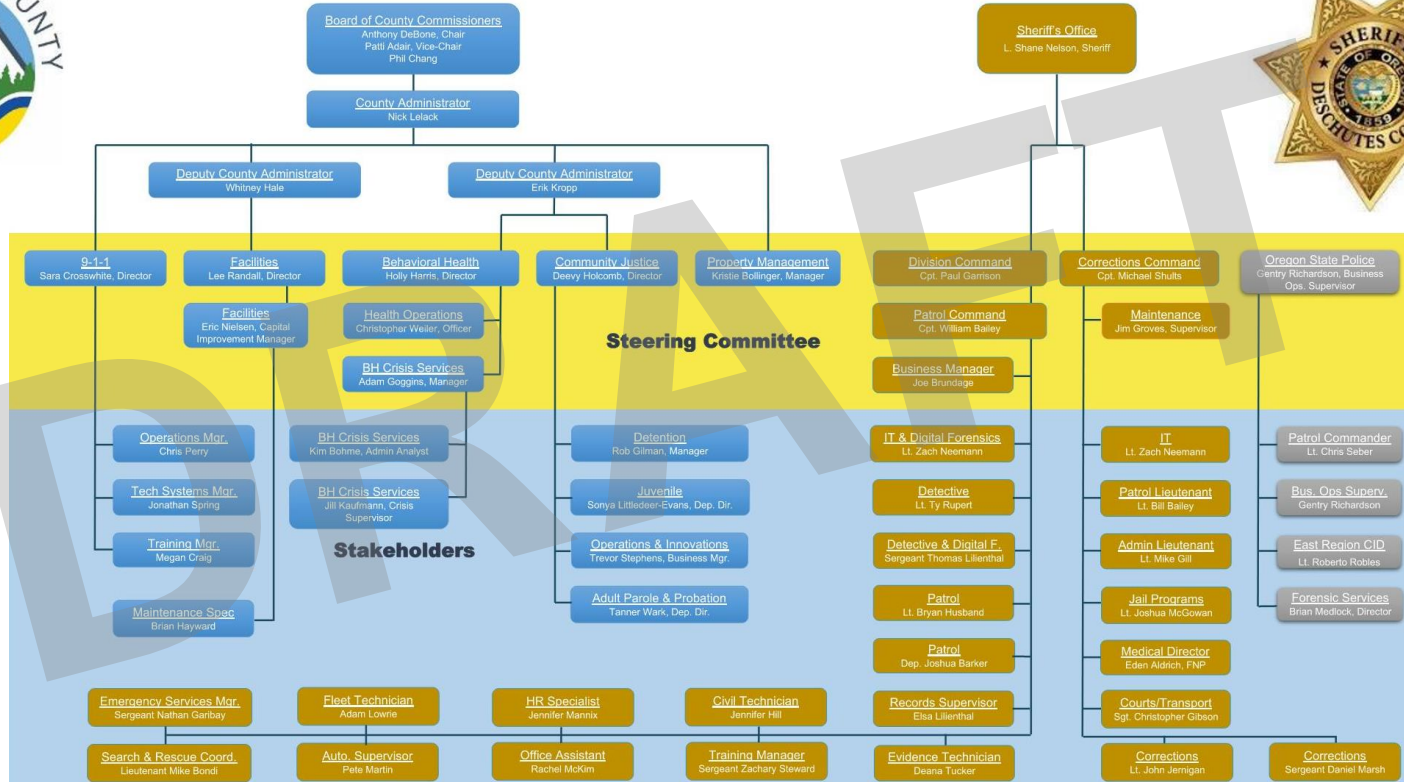 UNTY
Board of County Commissioners
Anthony DeBone, Chair
Patti Adair, Vice-Chair
Phil Chang
County Administrator
Nick Lelack
Sheriff's Office
L. Shane Nelson, Sheriff
SHERIF
STATE OF
1859
DESCHUTES CO
Deputy County Administrator
Whitney Hale
Deputy County Administrator
Erik Kropp
9-1-1
Sara Crosswhite, Director
Facilities
Lee Randall, Director
Behavioral Health
Holly Harris, Director
Community Justice
Deevy Holcomb, Director
Property Management
Kristie Bollinger, Manager
Division Command
Cpt. Paul Garrison
Corrections Command
Cpt. Michael Shults
Oregon State Police
Gentry Richardson, Business
Ops. Supervisor
Facilities
Eric Nielsen, Capital
Improvement Manager
Health Operations
Christopher Weiler, Officer
Patrol Command
Cpt. William Bailey
Maintenance
Jim Groves, Supervisor
Steering Committee
BH Crisis Services
Adam Goggins, Manager
Business Manager
Joe Brundage
Operations Mgr.
Chris Perry
BH Crisis Services
Kim Bohme, Admin Analyst
Detention
Rob Gilman, Manager
IT & Digital Forensics
Lt. Zach Neemann
IT
Lt. Zach Neemann
Patrol Commander
Lt. Chris Seber
Tech Systems Mgr.
Jonathan Spring
BH Crisis Services
Jill Kaufmann, Crisis
Supervisor
Juvenile
Sonya Littledeer-Evans, Dep. Dir.
Detective
Lt. Ty Rupert
Patrol Lieutenant
Lt. Bill Bailey
Bus. Ops Superv.
Gentry Richardson
Training Mgr.
Megan Craig
Stakeholders
Operations & Innovations
Trevor Stephens, Business Mgr.
Detective & Digital F.
Sergeant Thomas Lilienthal
Admin Lieutenant
Lt. Mike Gill
East Region CID
Lt. Roberto Robles
Maintenance Spec
Brian Hayward
Adult Parole & Probation
Tanner Wark, Dep. Dir.
Patrol
Lt. Bryan Husband
Jail Programs
Lt. Joshua McGowan
Forensic Services
Brian Medlock, Director
Patrol
Dep. Joshua Barker
Medical Director
Eden Aldrich, FNP
Emergency Services Mgr.
Sergeant Nathan Garibay
Fleet Technician
Adam Lowrie
HR Specialist
Jennifer Mannix
Civil Technician
Jennifer Hill
Records Supervisor
Elsa Lilienthal
Courts/Transport
Sgt. Christopher Gibson
Search & Rescue Coord.
Lieutenant Mike Bondi
Auto. Supervisor
Pete Martin
Office Assistant
Rachel McKim
Training Manager
Sergeant Zachary Steward
Evidence Technician
Deana Tucker
Corrections
Lt. John Jernigan
Corrections
Sergeant Daniel Marsh
DRAFT